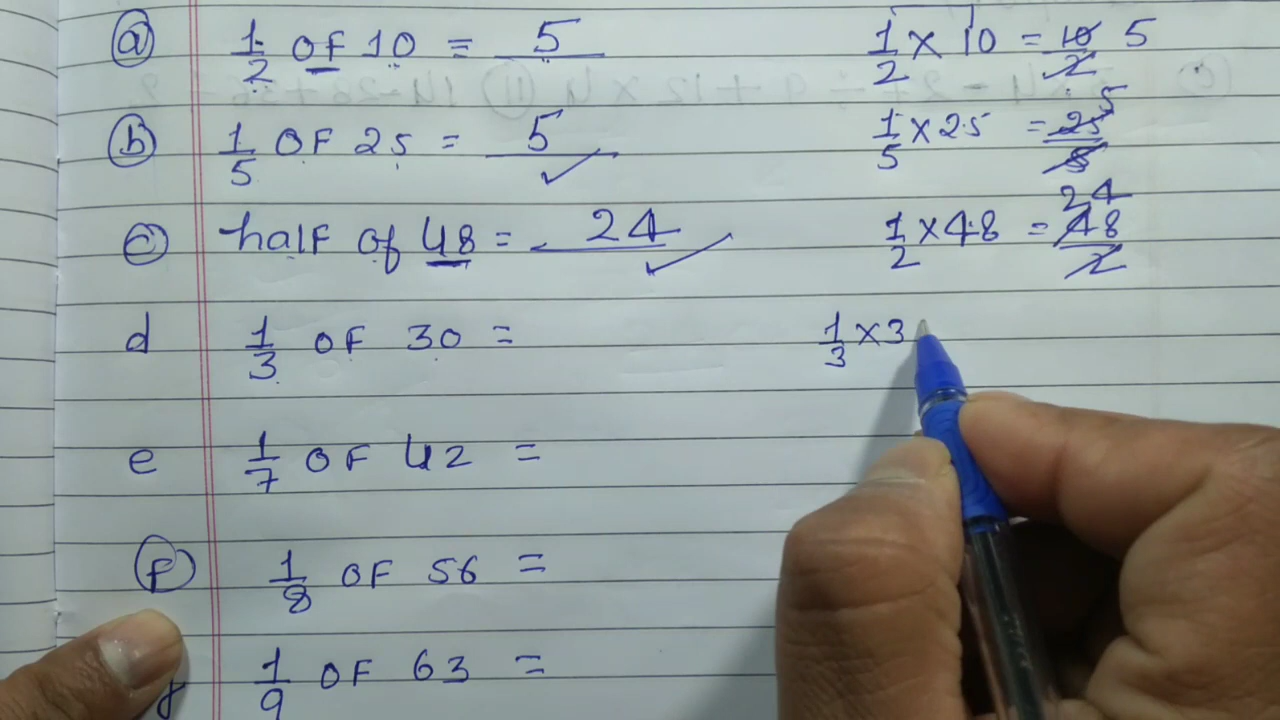 (a) 1/2 of 10 = 5 1/2 × 10 = 10/2 5
(b) 1/5 OF 25 = 5 ✓ 1/5 × 25 = 25/5 5
(c) half of 48 = 24 ✓ 1/2 × 48 = 48/2 24
d 1/3 OF 30 = 1/3 × 3
e 1/7 OF 42 =
(f) 1/8 OF 56 =
1/9 OF 63 =